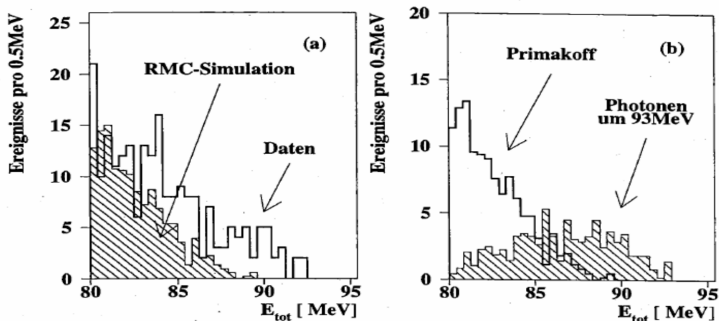 Ereignisse pro 0.5MeV
25
20
15
10
5
0
(a)
RMC-Simulation
Daten
80
85
90
95
E_tot [ MeV]
Ereignisse pro 0.5MeV
20
15
10
5
0
(b)
Primakoff
Photonen
um 93MeV
80
85
90
95
E_tot [ MeV]